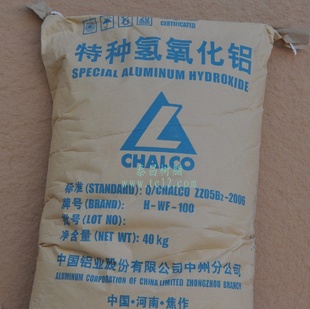 CERTIFICATED
特种氢氧化铝
SPECIAL ALUMINUM HYDROXIDE
CHALCO
标准(STANDARD): Q/CHALCO ZZ05B₂-2006
牌号(BRAND): H-WF-100
批号(LOT NO):
净含量(NET WT): 40kg
中国铝业股份有限公司中州分公司
ALUMINUM CORPORATION OF CHINA LIMITED ZHONGZHOU BRANCH
中国·河南·焦作